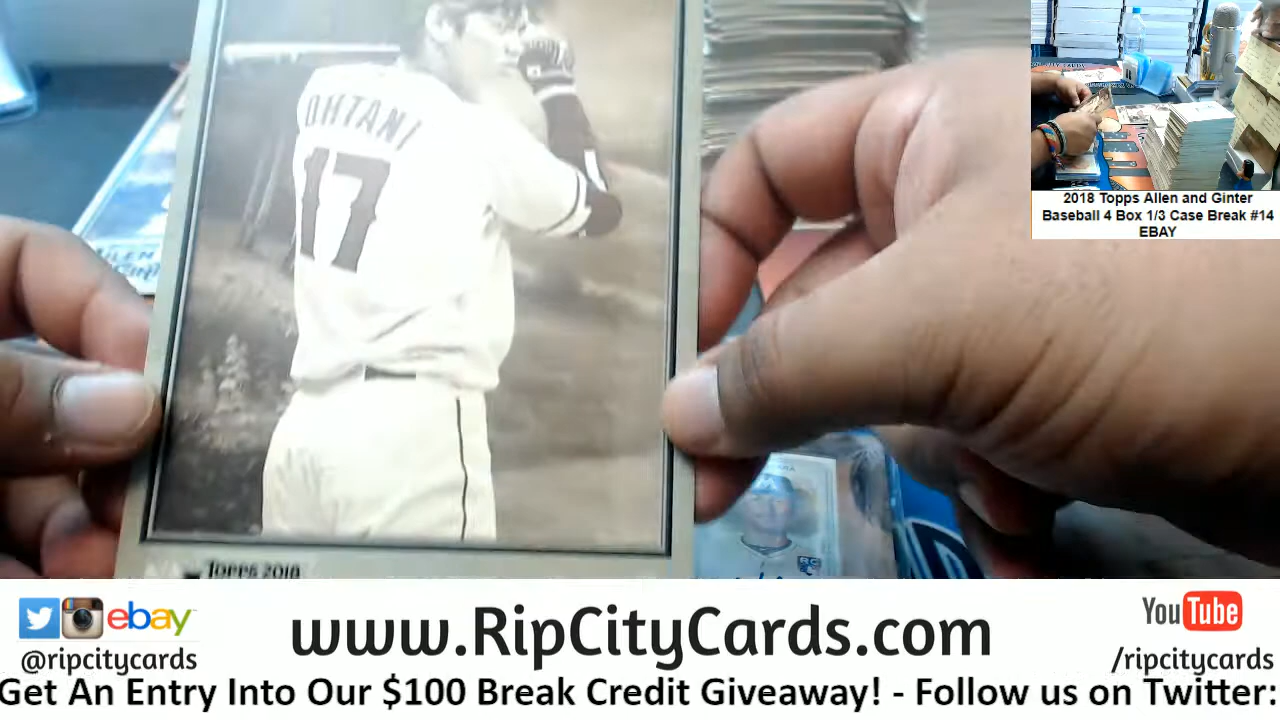 OHTANI
17
TOPPS 2018
2018 Topps Allen and Ginter
Baseball 4 Box 1/3 Case Break #14
EBAY
ebay
@ripcitycards
www.RipCityCards.com
You Tube
/ripcitycards
Get An Entry Into Our $100 Break Credit Giveaway! - Follow us on Twitter: